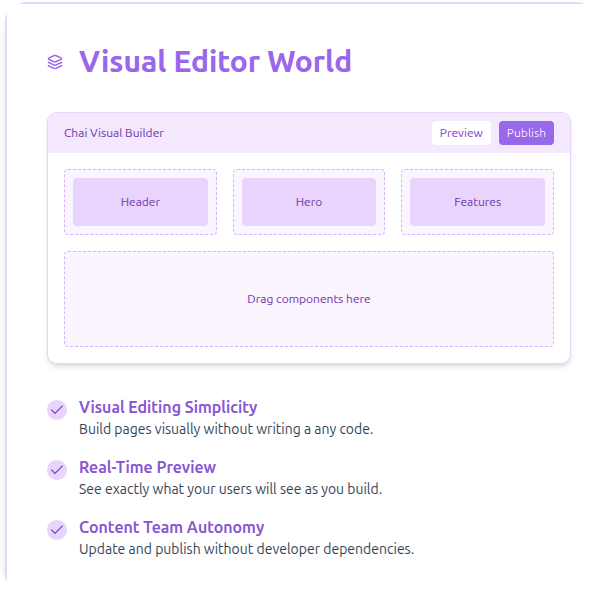 Visual Editor World
Chai Visual Builder
Preview
Publish
Header
Hero
Features
Drag components here
Visual Editing Simplicity
Build pages visually without writing a any code.
Real-Time Preview
See exactly what your users will see as you build.
Content Team Autonomy
Update and publish without developer dependencies.